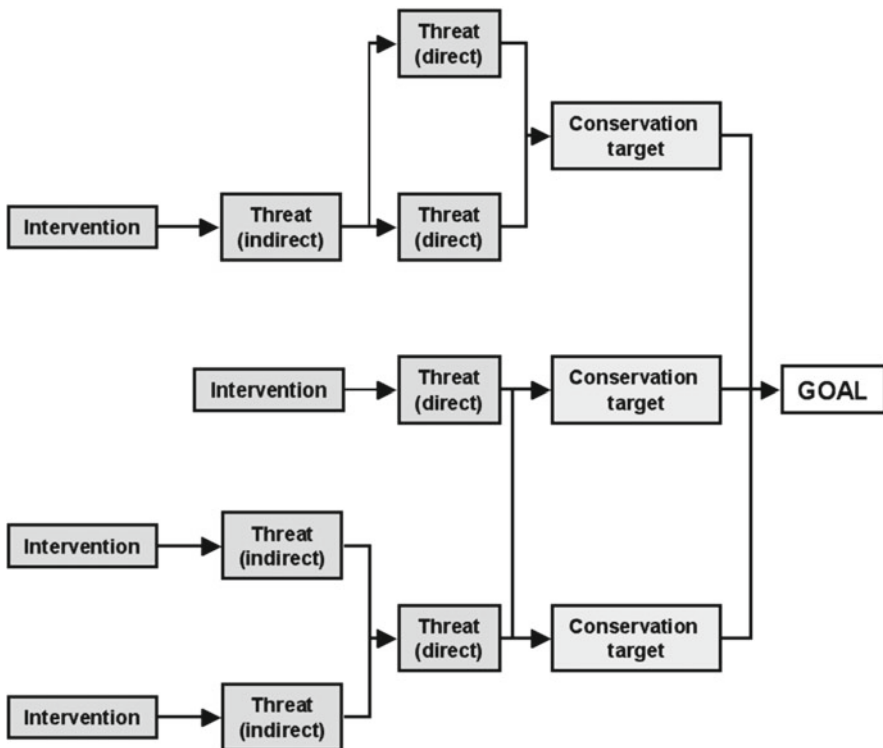 Threat
(direct)
Conservation
target
Intervention
Threat
(indirect)
Threat
(direct)
Intervention
Threat
(direct)
Conservation
target
GOAL
Intervention
Threat
(indirect)
Threat
(direct)
Conservation
target
Intervention
Threat
(indirect)